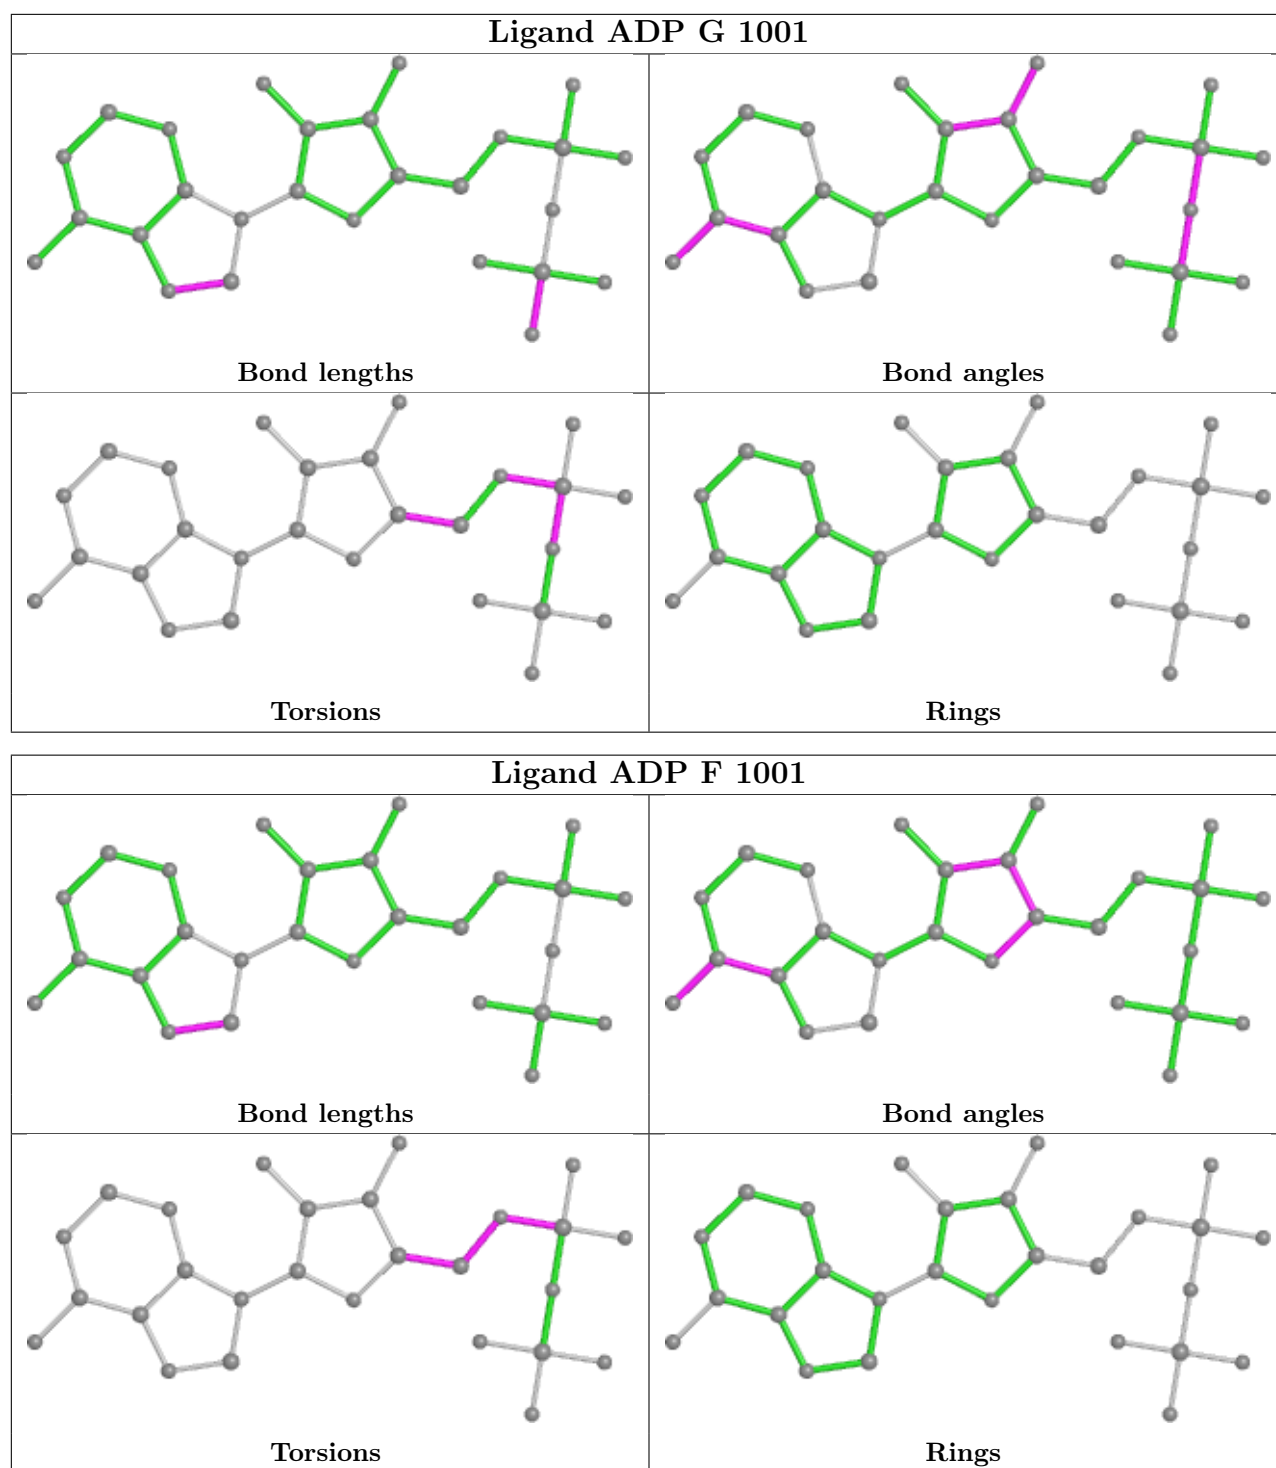 Ligand ADP G 1001
Bond lengths
Bond angles
Torsions
Rings
Ligand ADP F 1001
Bond lengths
Bond angles
Torsions
Rings